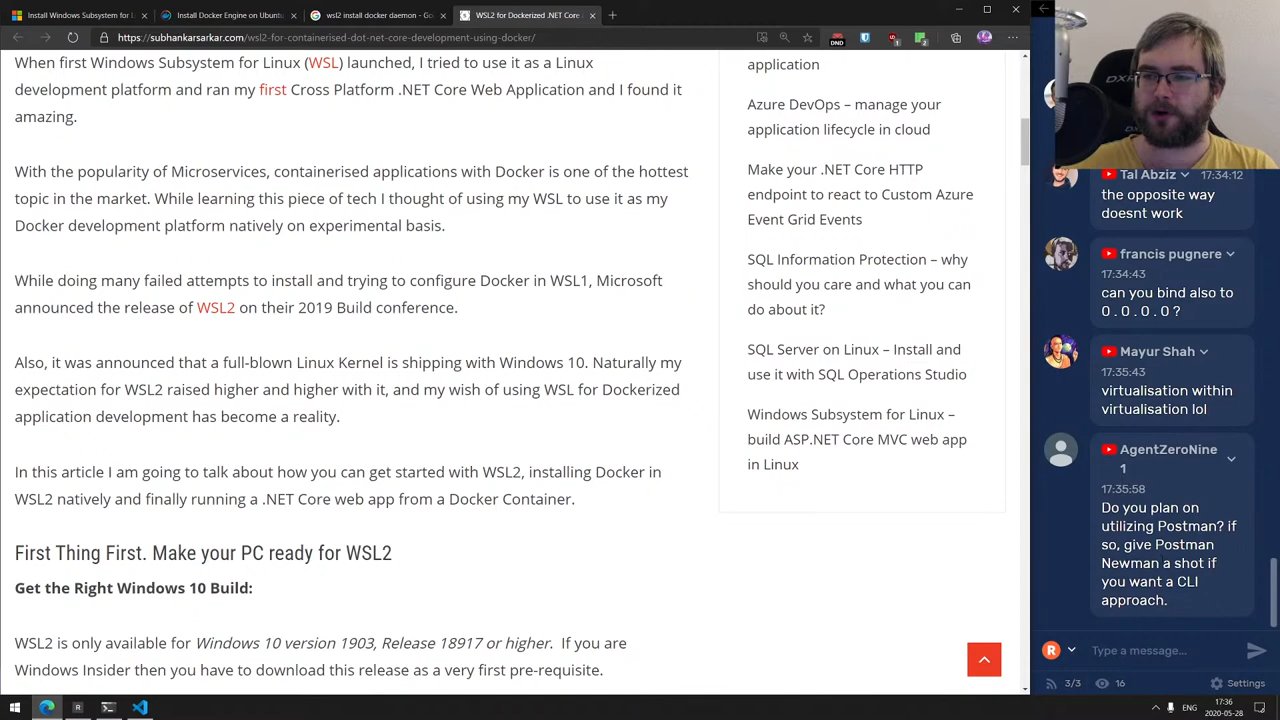 Install Windows Subsystem for L
Install Docker Engine on Ubuntu
wsl2 install docker daemon - Go
WSL2 for Dockerized .NET Core
https://subhankarsarkar.com/wsl2-for-containerised-dot-net-core-development-using-docker/
DND
1
2
When first Windows Subsystem for Linux (WSL) launched, I tried to use it as a Linux
development platform and ran my first Cross Platform .NET Core Web Application and I found it
amazing.
With the popularity of Microservices, containerised applications with Docker is one of the hottest
topic in the market. While learning this piece of tech I thought of using my WSL to use it as my
Docker development platform natively on experimental basis.
While doing many failed attempts to install and trying to configure Docker in WSL1, Microsoft
announced the release of WSL2 on their 2019 Build conference.
Also, it was announced that a full-blown Linux Kernel is shipping with Windows 10. Naturally my
expectation for WSL2 raised higher and higher with it, and my wish of using WSL for Dockerized
application development has become a reality.
In this article I am going to talk about how you can get started with WSL2, installing Docker in
WSL2 natively and finally running a .NET Core web app from a Docker Container.
First Thing First. Make your PC ready for WSL2
Get the Right Windows 10 Build:
WSL2 is only available for Windows 10 version 1903, Release 18917 or higher. If you are
Windows Insider then you have to download this release as a very first pre-requisite.
application
Azure DevOps – manage your
application lifecycle in cloud
Make your .NET Core HTTP
endpoint to react to Custom Azure
Event Grid Events
SQL Information Protection – why
should you care and what you can
do about it?
SQL Server on Linux – Install and
use it with SQL Operations Studio
Windows Subsystem for Linux –
build ASP.NET Core MVC web app
in Linux
DXR
Tal Abziz
17:34:12
the opposite way
doesnt work
francis pugnere
17:34:43
can you bind also to
0 . 0 . 0 . 0 ?
Mayur Shah
17:35:43
virtualisation within
virtualisation lol
AgentZeroNine
1
17:35:58
Do you plan on
utilizing Postman? if
so, give Postman
Newman a shot if
you want a CLI
approach.
R
Type a message...
3/3
16
Settings
R
ENG
17:36
2020-05-28